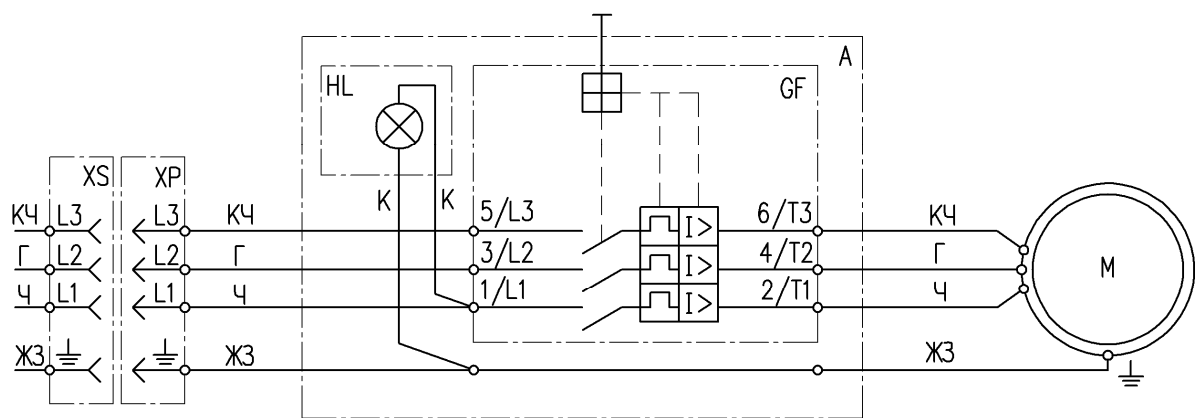 A
HL
GF
XS
XP
К
К
КЧ
L3
L3
КЧ
5/L3
6/T3
КЧ
Г
L2
L2
Г
3/L2
4/T2
Г
M
Ч
L1
L1
Ч
1/L1
2/T1
Ч
I>
I>
I>
ЖЗ
ЖЗ
ЖЗ